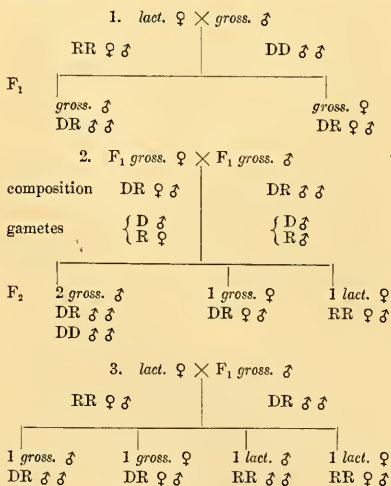 1. lact. ♀ × gross. ♂
RR ♀ ♂ DD ♂ ♂
F1
gross. ♂ gross. ♀
DR ♂ ♂ DR ♀ ♂
2. F1 gross. ♀ × F1 gross. ♂
composition DR ♀ ♂ DR ♂ ♂
gametes { D ♂ { D ♂
R ♀ R ♂
F2 2 gross. ♂ 1 gross. ♀ 1 lact. ♀
DR ♂ ♂ DR ♀ ♂ RR ♀ ♂
DD ♂ ♂
3. lact. ♀ × F1 gross. ♂
RR ♀ ♂ DR ♂ ♂
1 gross. ♂ 1 gross. ♀ 1 lact. ♂ 1 lact. ♀
DR ♂ ♂ DR ♀ ♂ RR ♂ ♂ RR ♀ ♂